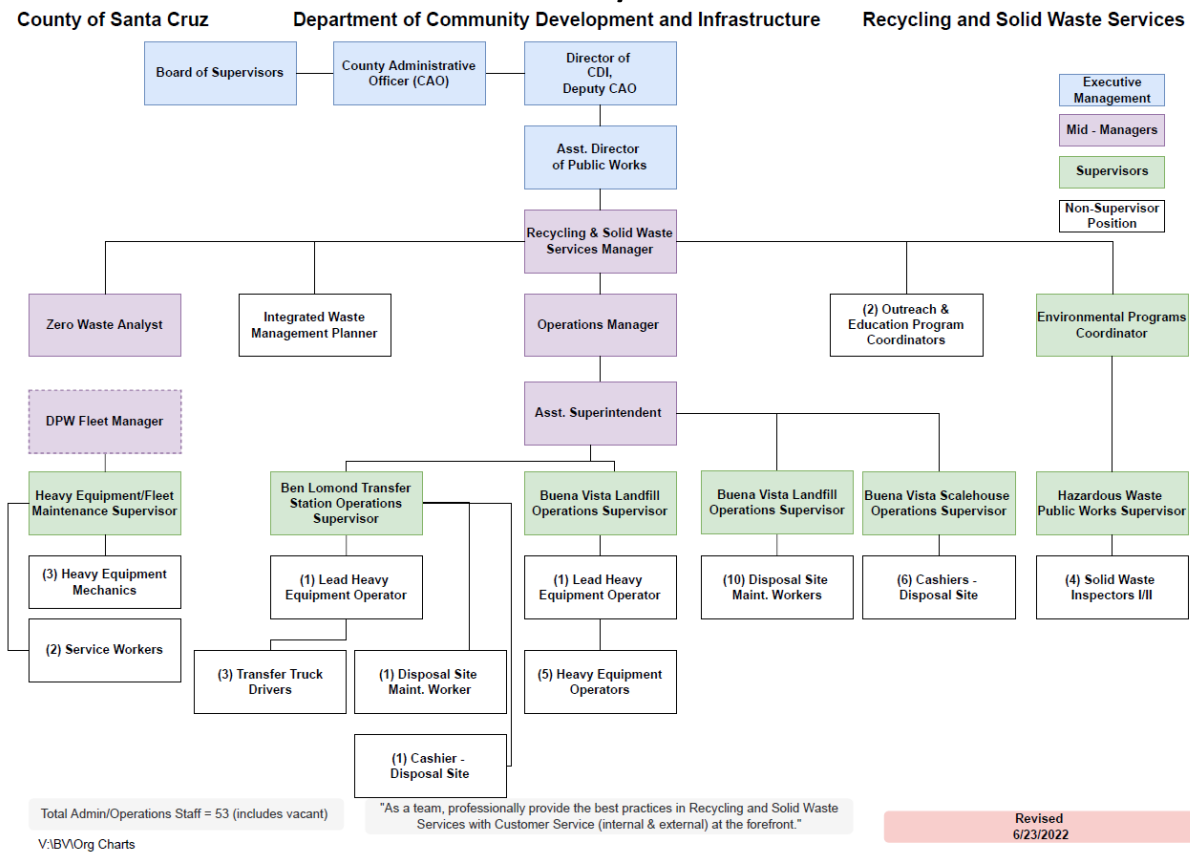 County of Santa Cruz
Department of Community Development and Infrastructure
Recycling and Solid Waste Services
Board of Supervisors
County Administrative
Officer (CAO)
Director of
CDI,
Deputy CAO
Executive
Management
Mid - Managers
Supervisors
Non-Supervisor
Position
Asst. Director
of Public Works
Recycling & Solid Waste
Services Manager
Zero Waste Analyst
Integrated Waste
Management Planner
Operations Manager
(2) Outreach &
Education Program
Coordinators
Environmental Programs
Coordinator
DPW Fleet Manager
Asst. Superintendent
Heavy Equipment/Fleet
Maintenance Supervisor
Ben Lomond Transfer
Station Operations
Supervisor
Buena Vista Landfill
Operations Supervisor
Buena Vista Landfill
Operations Supervisor
Buena Vista Scalehouse
Operations Supervisor
Hazardous Waste
Public Works Supervisor
(3) Heavy Equipment
Mechanics
(1) Lead Heavy
Equipment Operator
(1) Lead Heavy
Equipment Operator
(10) Disposal Site
Maint. Workers
(6) Cashiers -
Disposal Site
(4) Solid Waste
Inspectors I/II
(2) Service Workers
(3) Transfer Truck
Drivers
(1) Disposal Site
Maint. Worker
(5) Heavy Equipment
Operators
(1) Cashier -
Disposal Site
Total Admin/Operations Staff = 53 (includes vacant)
"As a team, professionally provide the best practices in Recycling and Solid Waste
Services with Customer Service (internal & external) at the forefront."
Revised
6/23/2022
V:\BV\Org Charts